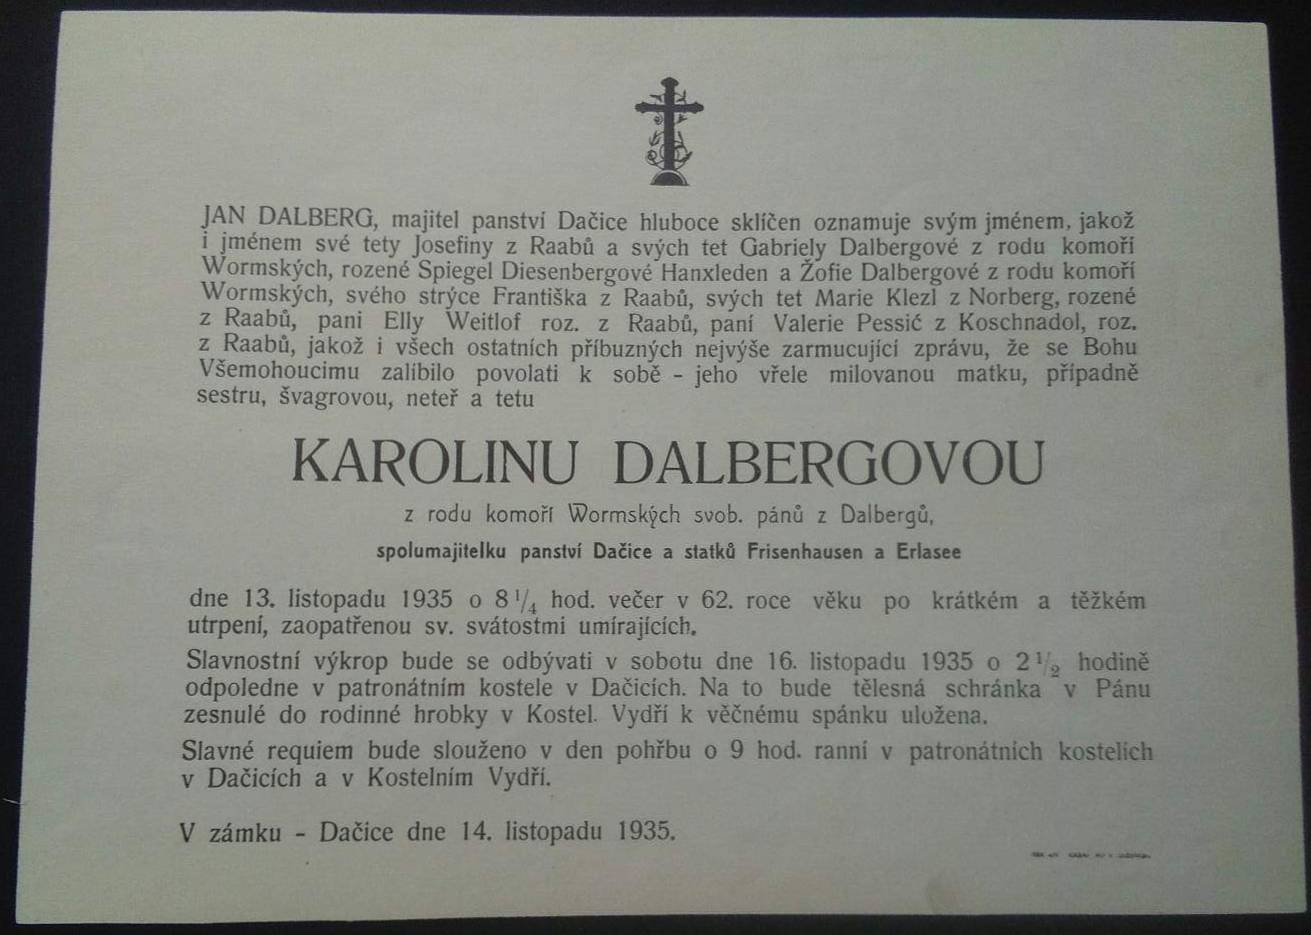 JAN DALBERG, majitel panství Dačice hluboce sklíčen oznamuje svým jménem, jakož
i jménem své tety Josefiny z Raabů a svých tet Gabriely Dalbergové z rodu komoří
Wormských, rozené Spiegel Diesenbergové Hanxleden a Žofie Dalbergové z rodu komoří
Wormských, svého strýce Františka z Raabů, svých tet Marie Klezl z Norberg, rozené
z Raabů, pani Elly Weitlof roz. z Raabů, paní Valerie Pessić z Koschnadol, roz.
z Raabů, jakož i všech ostatních příbuzných nejvýše zarmucující zprávu, že se Bohu
Všemohoucimu zalíbilo povolati k sobě - jeho vřele milovanou matku, případně
sestru, švagrovou, neteř a tetu
KAROLINU DALBERGOVOU
z rodu komoří Wormských svob. pánů z Dalbergů,
spolumajitelku panství Dačice a statků Frisenhausen a Erlasee
dne 13. listopadu 1935 o 8 1/4 hod. večer v 62. roce věku po krátkém a těžkém
utrpení, zaopatřenou sv. svátostmi umírajících.
Slavnostní výkrop bude se odbývati v sobotu dne 16. listopadu 1935 o 2 1/2 hodině
odpoledne v patronátním kostele v Dačicích. Na to bude tělesná schránka v Pánu
zesnulé do rodinné hrobky v Kostel. Vydří k věčnému spánku uložena.
Slavné requiem bude slouženo v den pohřbu o 9 hod. ranní v patronátních kostelích
v Dačicích a v Kostelním Vydří.
V zámku - Dačice dne 14. listopadu 1935.